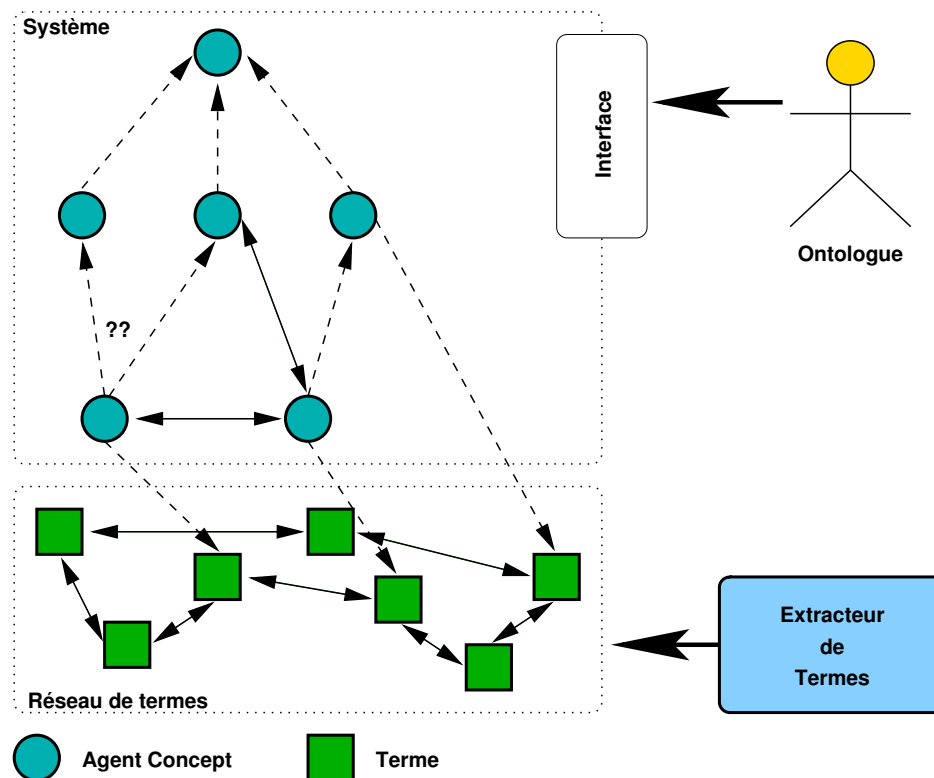 Système
Interface
Ontologue
??
Extracteur
de
Termes
Réseau de termes
Agent Concept
Terme